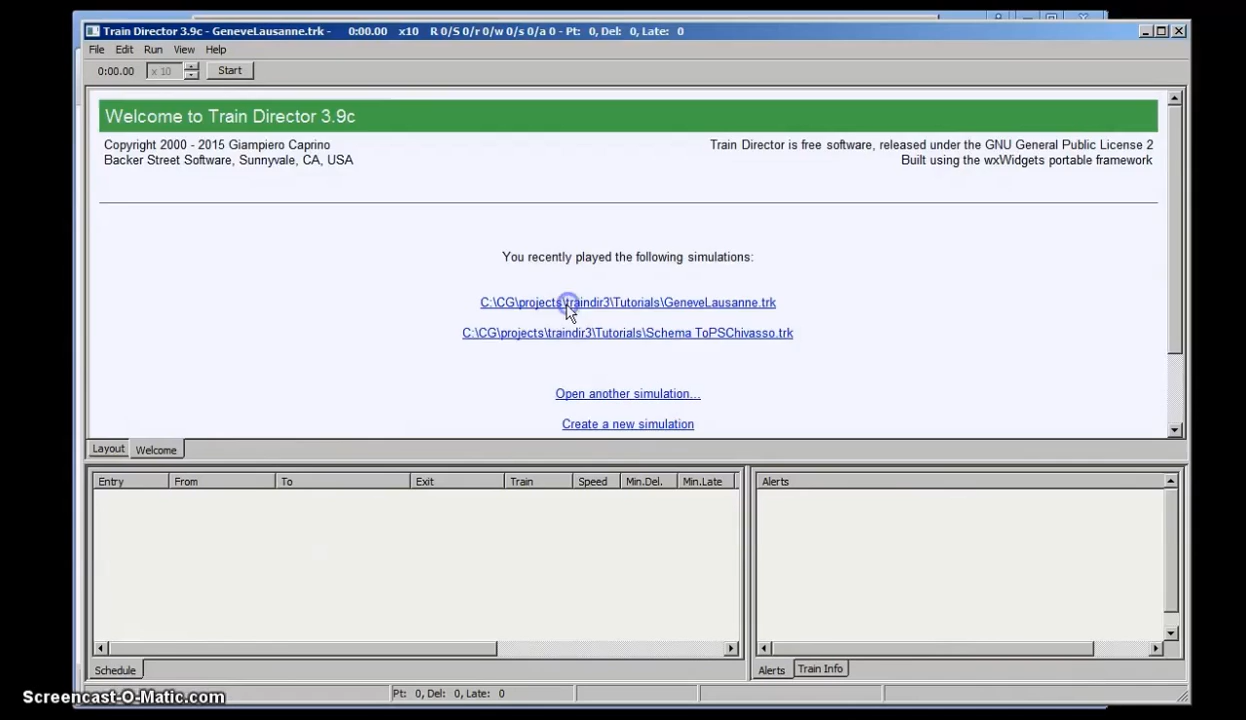 Train Director 3.9c - GeneveLausanne.trk - 0:00.00 x10 R 0/S 0/r 0/w 0/s 0/a 0 - Pt: 0, Del: 0, Late: 0
File Edit Run View Help
0:00.00 x 10 Start
Welcome to Train Director 3.9c
Copyright 2000 - 2015 Giampiero Caprino Train Director is free software, released under the GNU General Public License 2
Backer Street Software, Sunnyvale, CA, USA Built using the wxWidgets portable framework
You recently played the following simulations:
C:\CG\projects\traindir3\Tutorials\GeneveLausanne.trk
C:\CG\projects\traindir3\Tutorials\Schema ToPSChivasso.trk
Open another simulation...
Create a new simulation
Layout Welcome
Entry From To Exit Train Speed Min.Del. Min.Late Alerts
Schedule Alerts Train Info
Pt: 0, Del: 0, Late: 0
Screencast-O-Matic.com